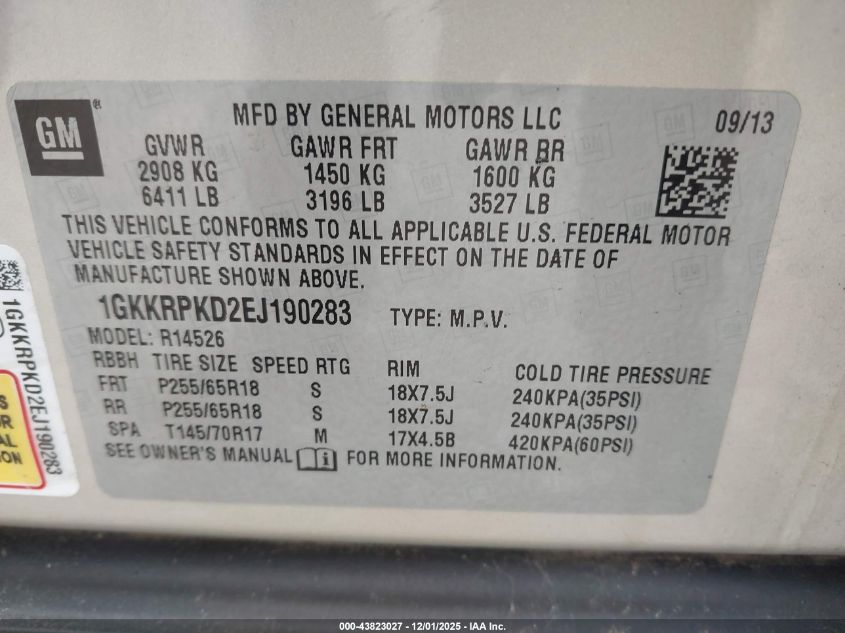 GM
®
MFD BY GENERAL MOTORS LLC
09/13
GVWR GAWR FRT GAWR RR
2908 KG 1450 KG 1600 KG
6411 LB 3196 LB 3527 LB
THIS VEHICLE CONFORMS TO ALL APPLICABLE U.S. FEDERAL MOTOR
VEHICLE SAFETY STANDARDS IN EFFECT ON THE DATE OF
MANUFACTURE SHOWN ABOVE.
1GKKRPKD2EJ190283 TYPE: M.P.V.
MODEL: R14526
RBBH TIRE SIZE SPEED RTG RIM COLD TIRE PRESSURE
FRT P255/65R18 S 18X7.5J 240KPA(35PSI)
RR P255/65R18 S 18X7.5J 240KPA(35PSI)
SPA T145/70R17 M 17X4.5B 420KPA(60PSI)
SEE OWNER'S MANUAL i FOR MORE INFORMATION.
1GKKRPKD2EJ190283
000-43823027 - 12/01/2025 - IAA Inc.